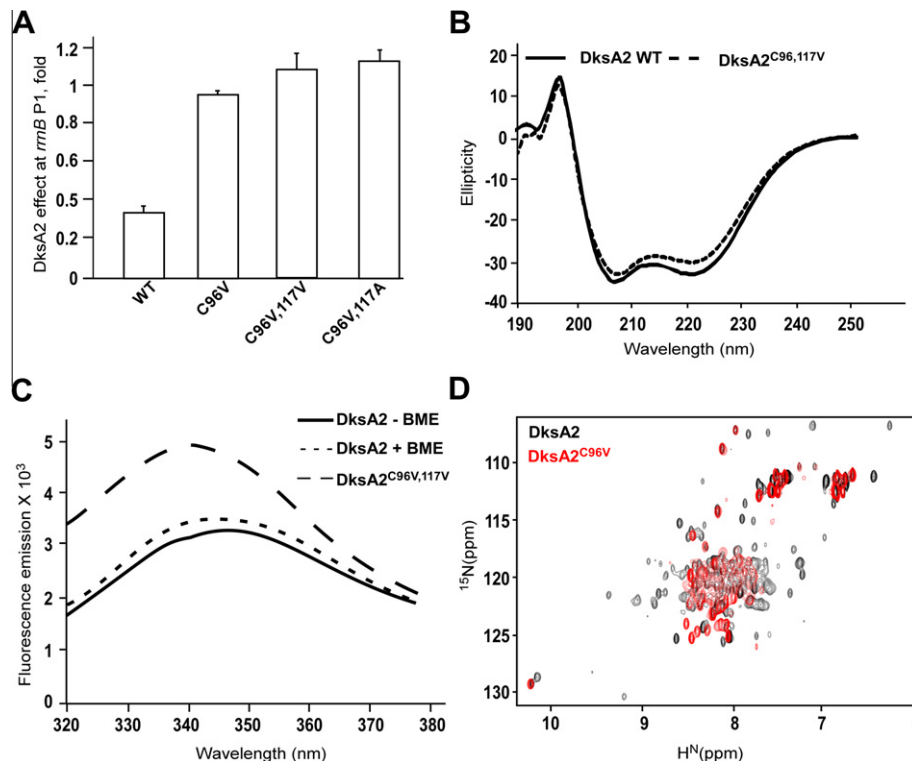 A
DksA2 effect at rrnB P1, fold
1.2
1
0.6
0.5
0.2
0
WT
C96V
C96V,117V
C96V,117A
B
DksA2 WT
DksA2C96,117V
Ellipticity
20
10
0
-10
-20
-30
-40
190 200 210 220 230 240 250
Wavelength (nm)
C
DksA2 - BME
DksA2 + BME
DksA2C96V,117V
Fluorescence emission X 10³
5
4
3
2
1
0
320 330 340 350 360 370 380
Wavelength (nm)
D
DksA2
DksA2C96V
¹⁵N(ppm)
110
115
120
125
130
10 9 8 7
Hᴺ(ppm)